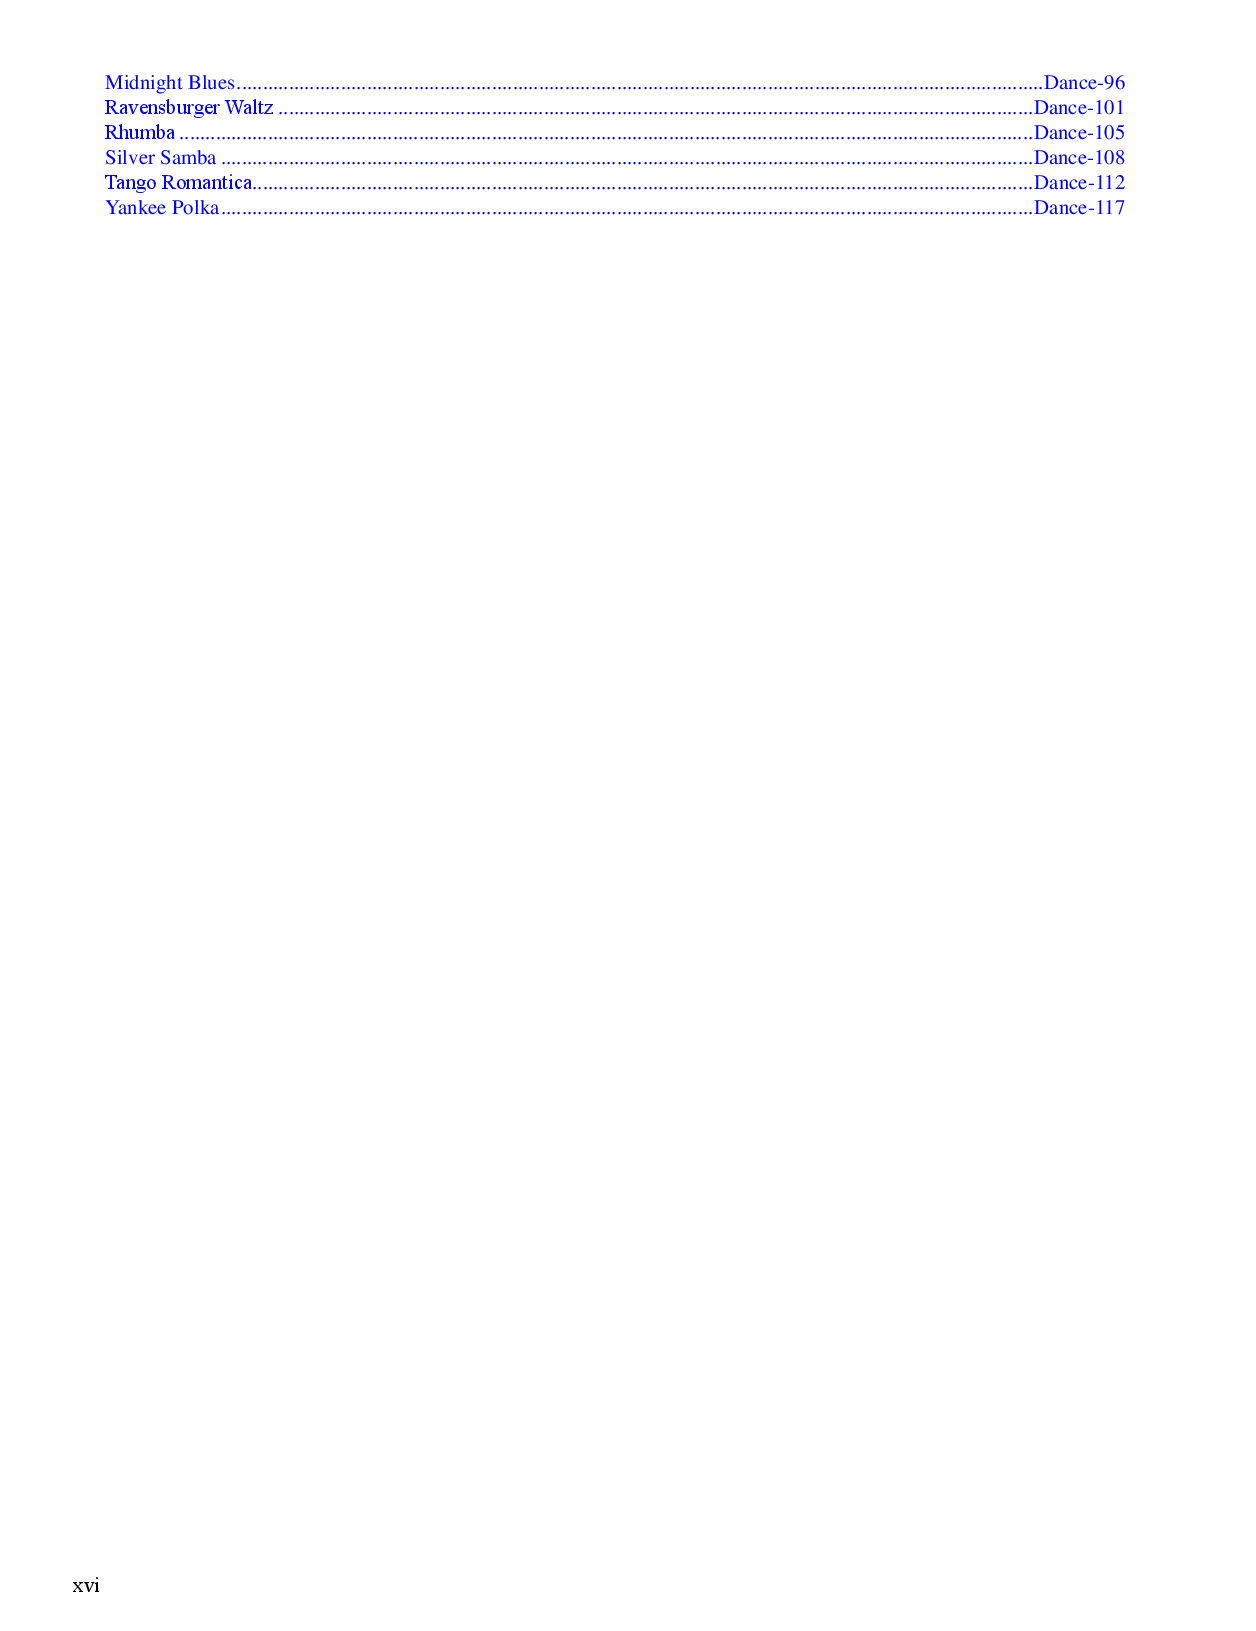 Midnight Blues..........................................................................................................................................................Dance-96
Ravensburger Waltz ................................................................................................................................................Dance-101
Rhumba ...................................................................................................................................................................Dance-105
Silver Samba ...........................................................................................................................................................Dance-108
Tango Romantica.....................................................................................................................................................Dance-112
Yankee Polka...........................................................................................................................................................Dance-117
xvi